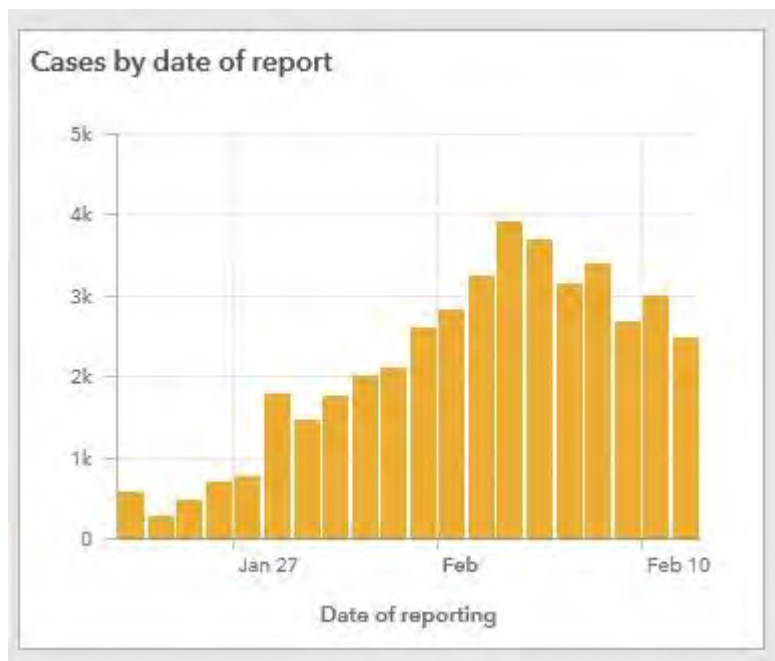 Cases by date of report
5k
4k
3k
2k
1k
0
Jan 27 Feb Feb 10
Date of reporting